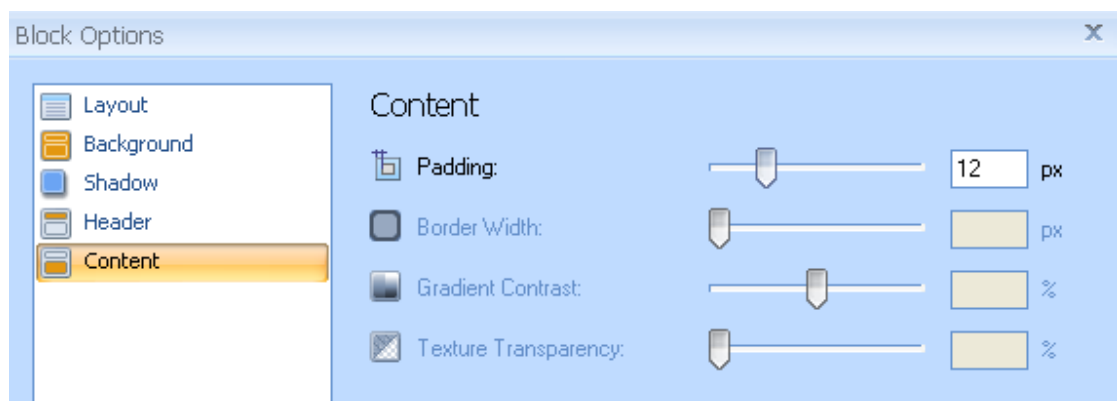 Block Options
Layout
Background
Shadow
Header
Content
Content
Padding: 12 px
Border Width: px
Gradient Contrast: %
Texture Transparency: %